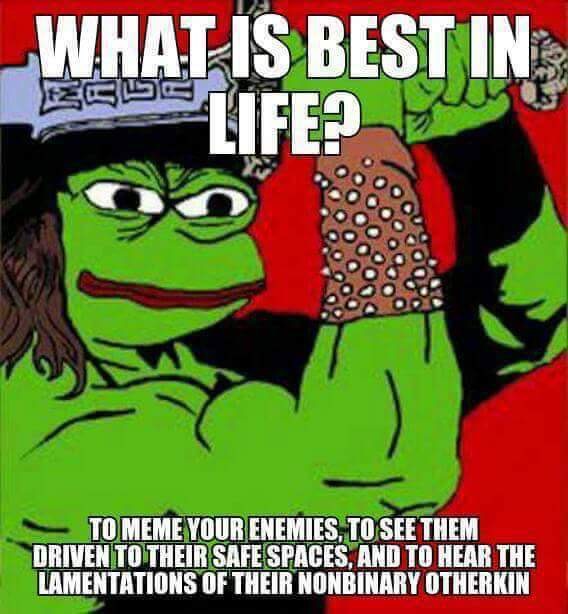 WHAT IS BEST IN
LIFE?
MAGA
TO MEME YOUR ENEMIES, TO SEE THEM
DRIVEN TO THEIR SAFE SPACES, AND TO HEAR THE
LAMENTATIONS OF THEIR NONBINARY OTHERKIN